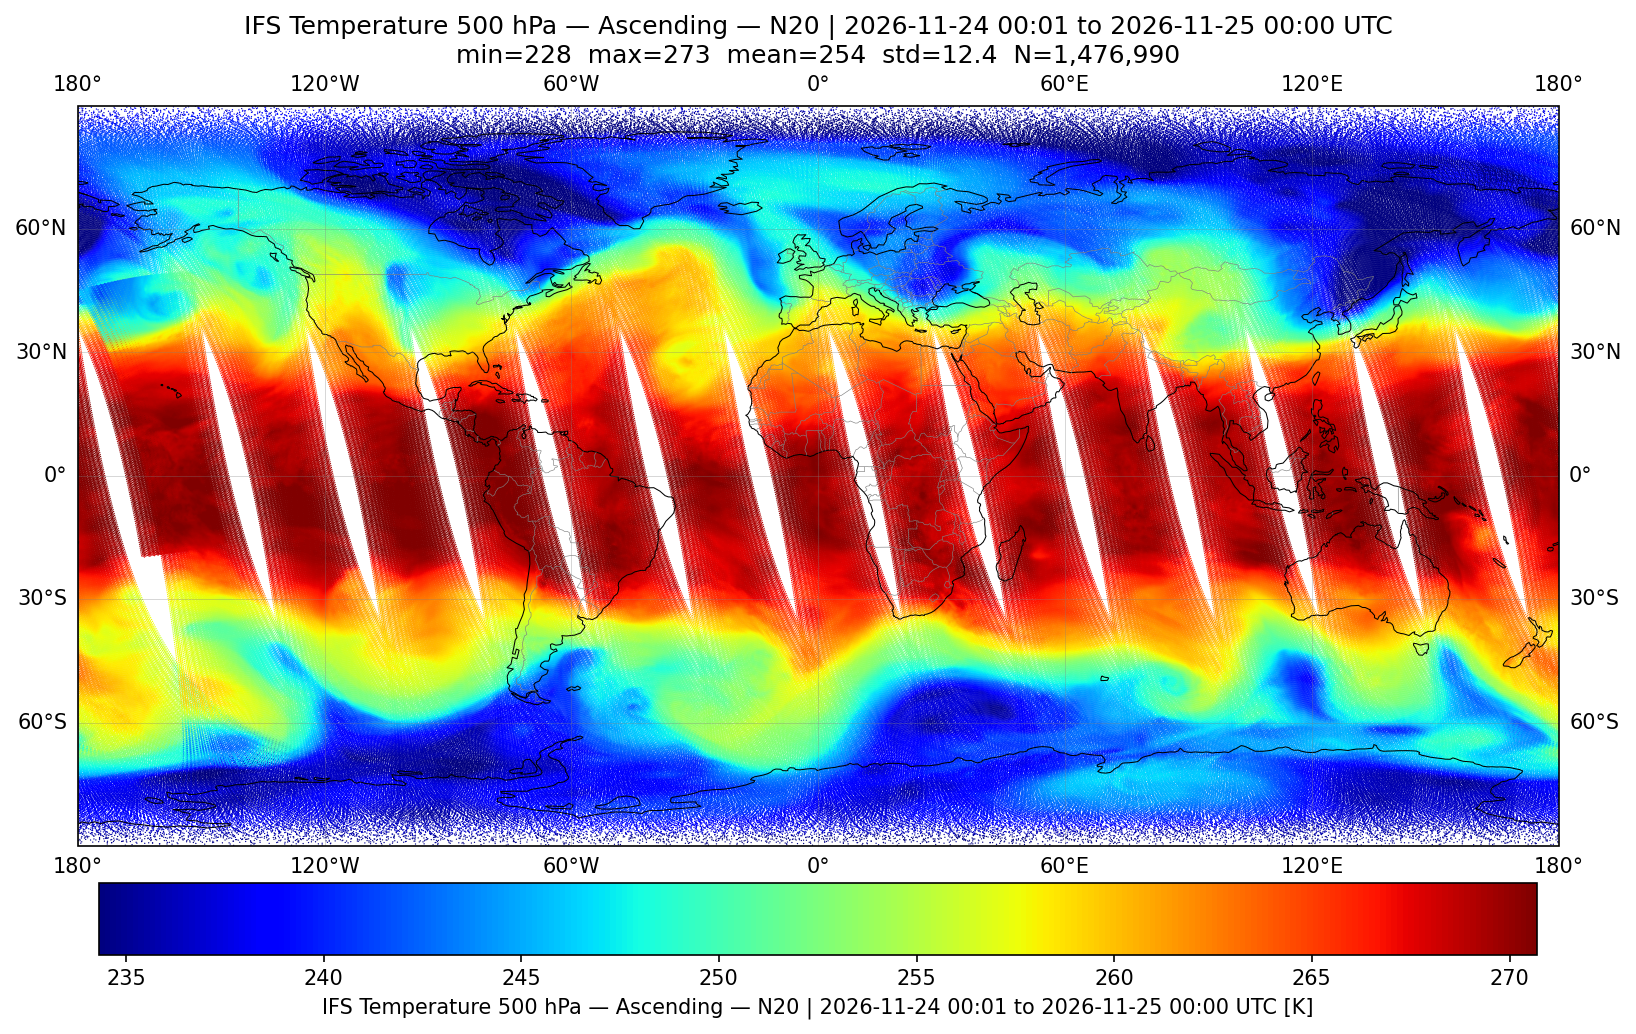 IFS Temperature 500 hPa — Ascending — N20 | 2026-11-24 00:01 to 2026-11-25 00:00 UTC
min=228 max=273 mean=254 std=12.4 N=1,476,990
180° 120°W 60°W 0° 60°E 120°E 180°
60°N 60°N
30°N 30°N
0° 0°
30°S 30°S
60°S 60°S
180° 120°W 60°W 0° 60°E 120°E 180°
235 240 245 250 255 260 265 270
IFS Temperature 500 hPa — Ascending — N20 | 2026-11-24 00:01 to 2026-11-25 00:00 UTC [K]